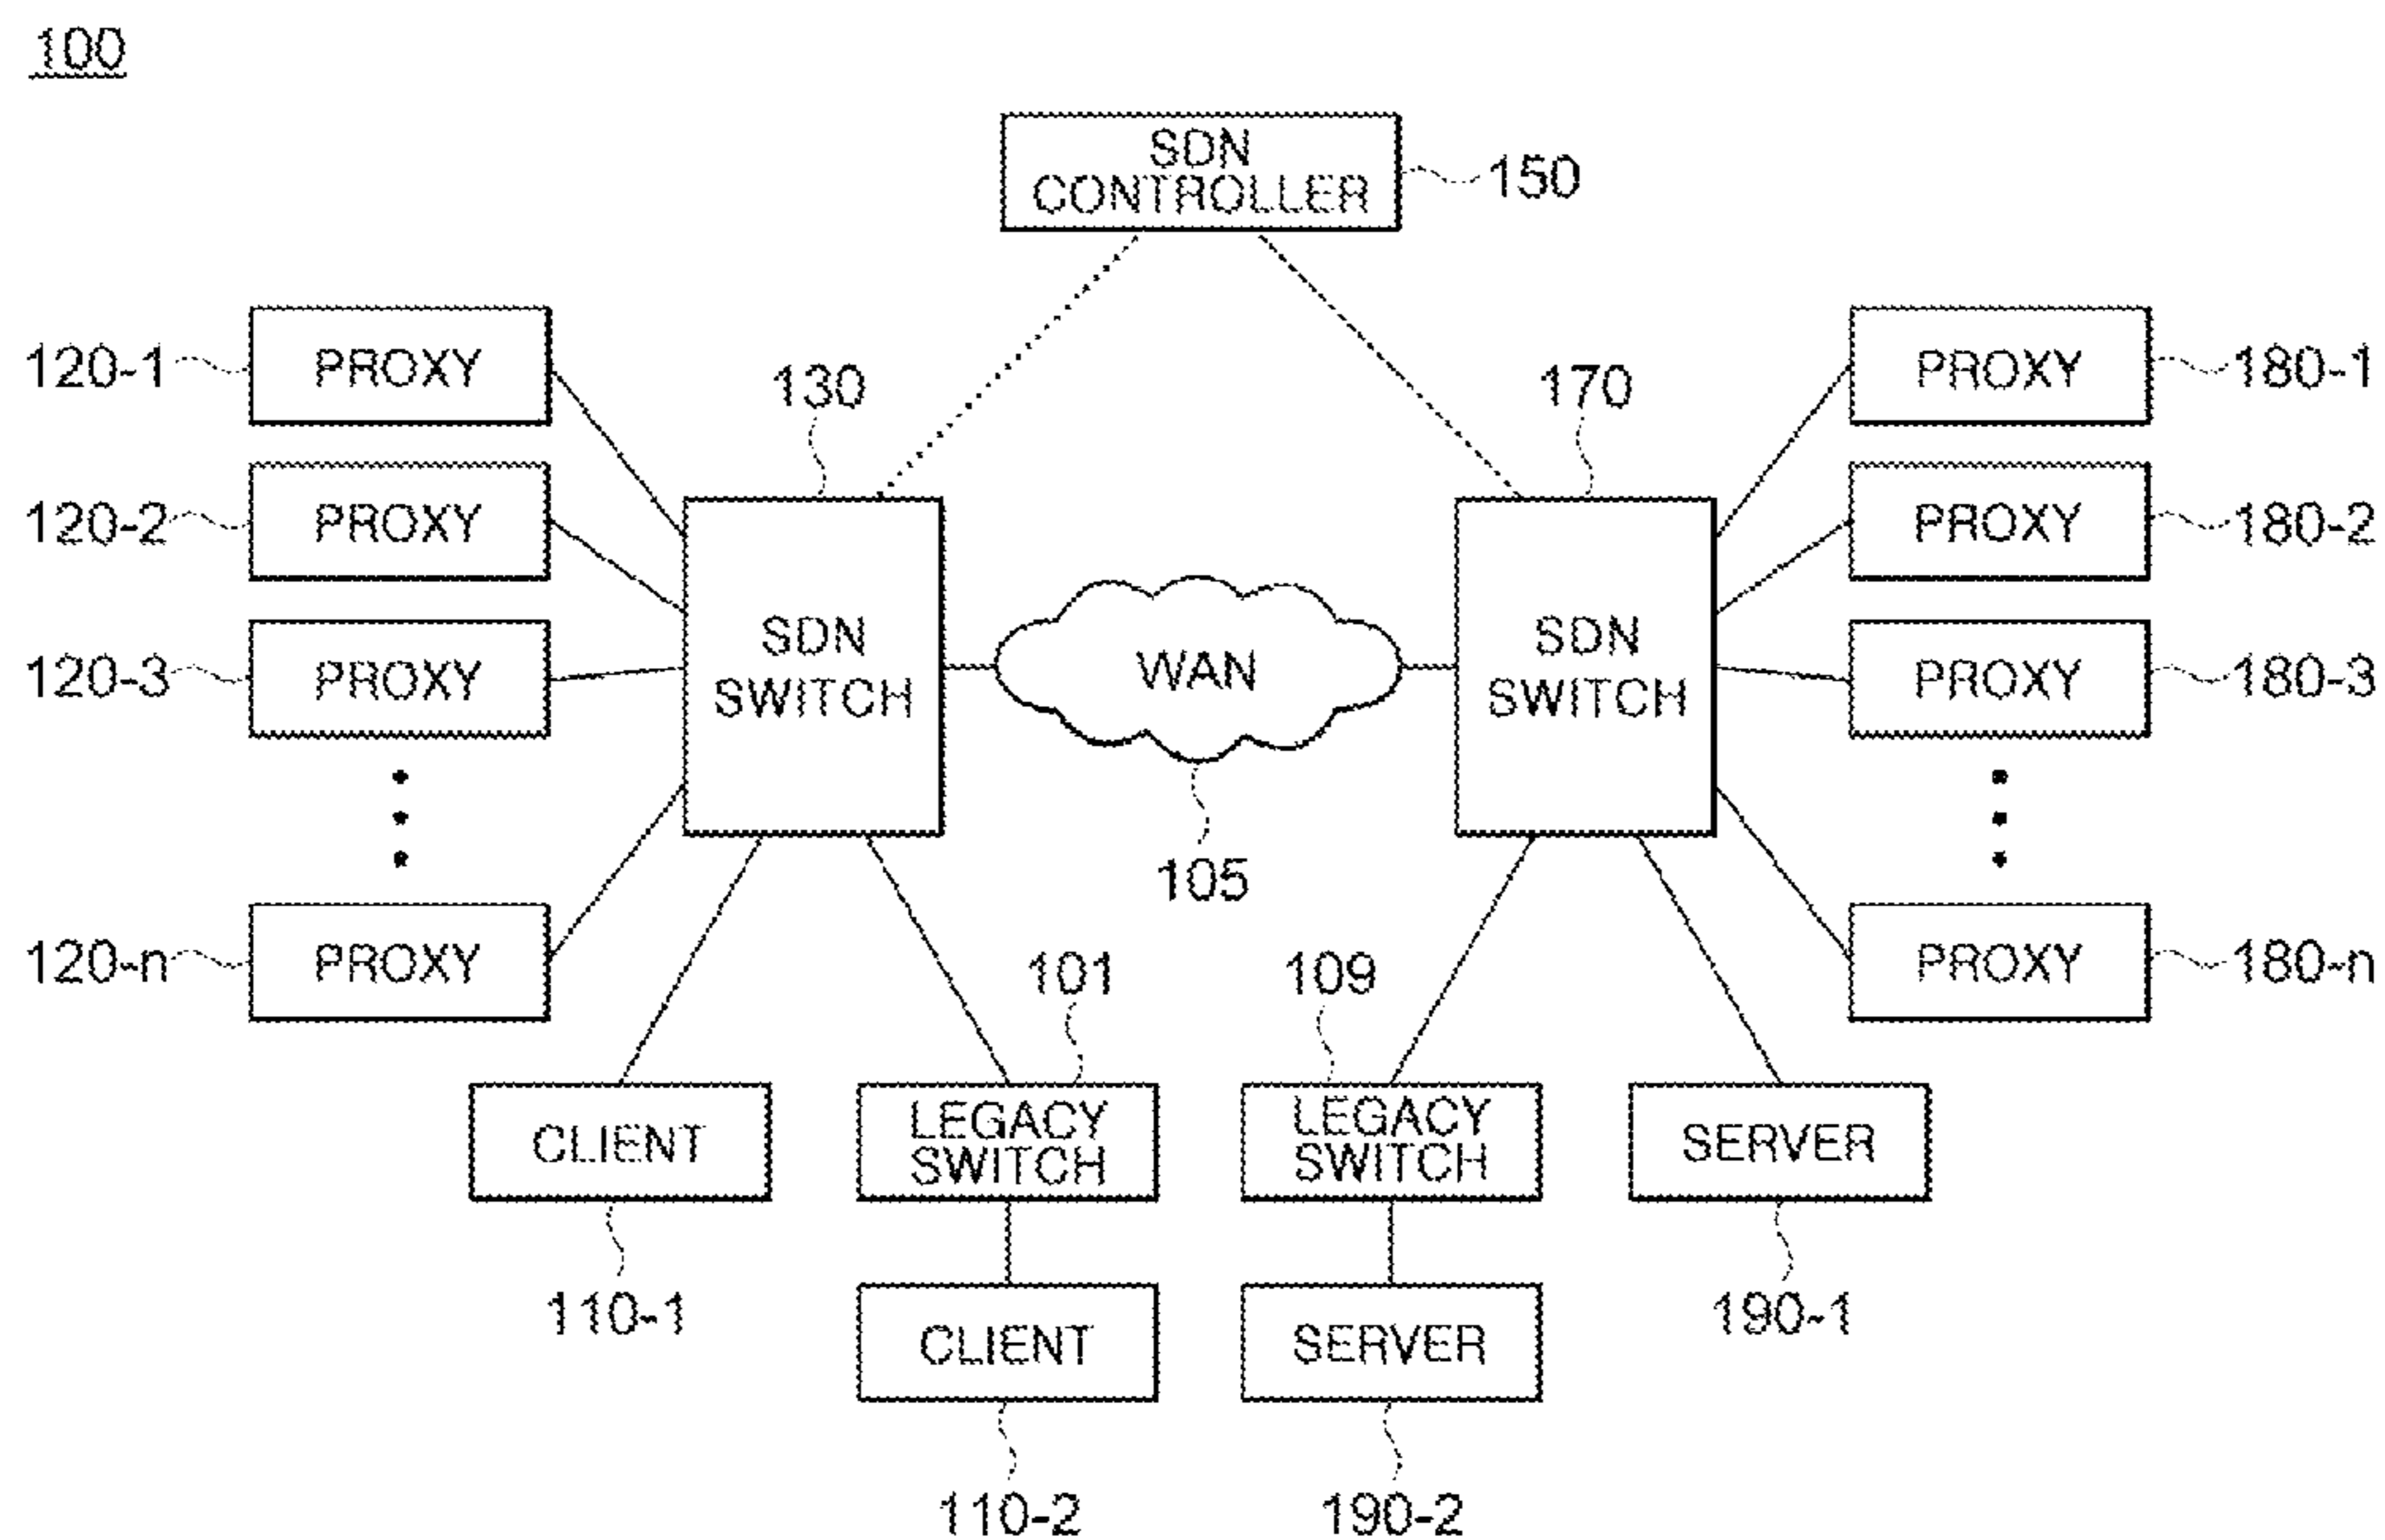 100
SDN
CONTROLLER
150
120-1
PROXY
130
170
PROXY
180-1
120-2
PROXY
PROXY
180-2
120-3
PROXY
SDN
SWITCH
WAN
SDN
SWITCH
PROXY
180-3
105
120-n
PROXY
101
109
PROXY
180-n
CLIENT
LEGACY
SWITCH
LEGACY
SWITCH
SERVER
110-1
CLIENT
SERVER
190-1
110-2
190-2